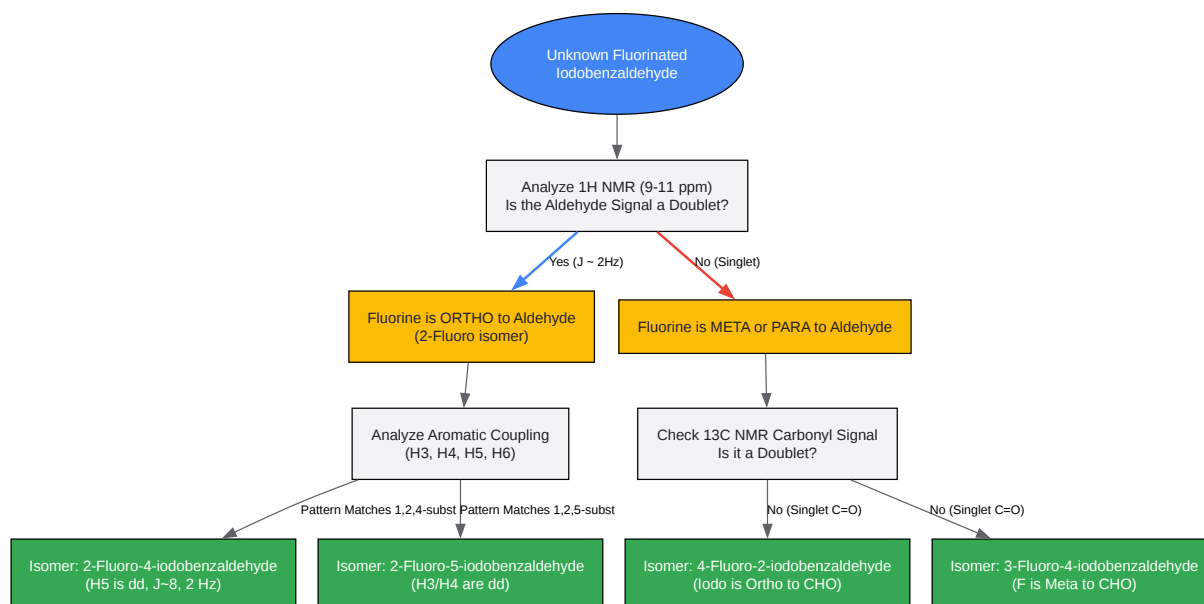 Unknown Fluorinated
Iodobenzaldehyde
Analyze 1H NMR (9-11 ppm)
Is the Aldehyde Signal a Doublet?
Yes (J ~ 2Hz)
No (Singlet)
Fluorine is ORTHO to Aldehyde
(2-Fluoro isomer)
Fluorine is META or PARA to Aldehyde
Analyze Aromatic Coupling
(H3, H4, H5, H6)
Check 13C NMR Carbonyl Signal
Is it a Doublet?
Pattern Matches 1,2,4-subst
Pattern Matches 1,2,5-subst
No (Singlet C=O)
No (Singlet C=O)
Isomer: 2-Fluoro-4-iodobenzaldehyde
(H5 is dd, J~8, 2 Hz)
Isomer: 2-Fluoro-5-iodobenzaldehyde
(H3/H4 are dd)
Isomer: 4-Fluoro-2-iodobenzaldehyde
(Iodo is Ortho to CHO)
Isomer: 3-Fluoro-4-iodobenzaldehyde
(F is Meta to CHO)